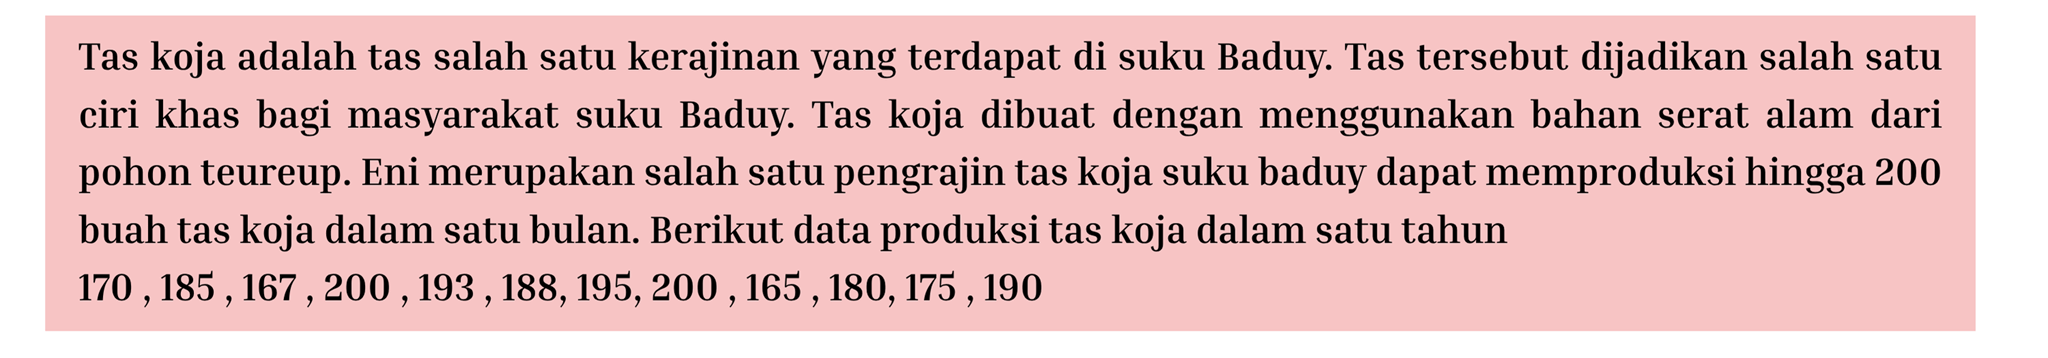 Tas koja adalah tas salah satu kerajinan yang terdapat di suku Baduy. Tas tersebut dijadikan salah satu
ciri khas bagi masyarakat suku Baduy. Tas koja dibuat dengan menggunakan bahan serat alam dari
pohon teureup. Eni merupakan salah satu pengrajin tas koja suku baduy dapat memproduksi hingga 200
buah tas koja dalam satu bulan. Berikut data produksi tas koja dalam satu tahun
170 , 185 , 167 , 200 , 193 , 188, 195, 200 , 165 , 180, 175 , 190